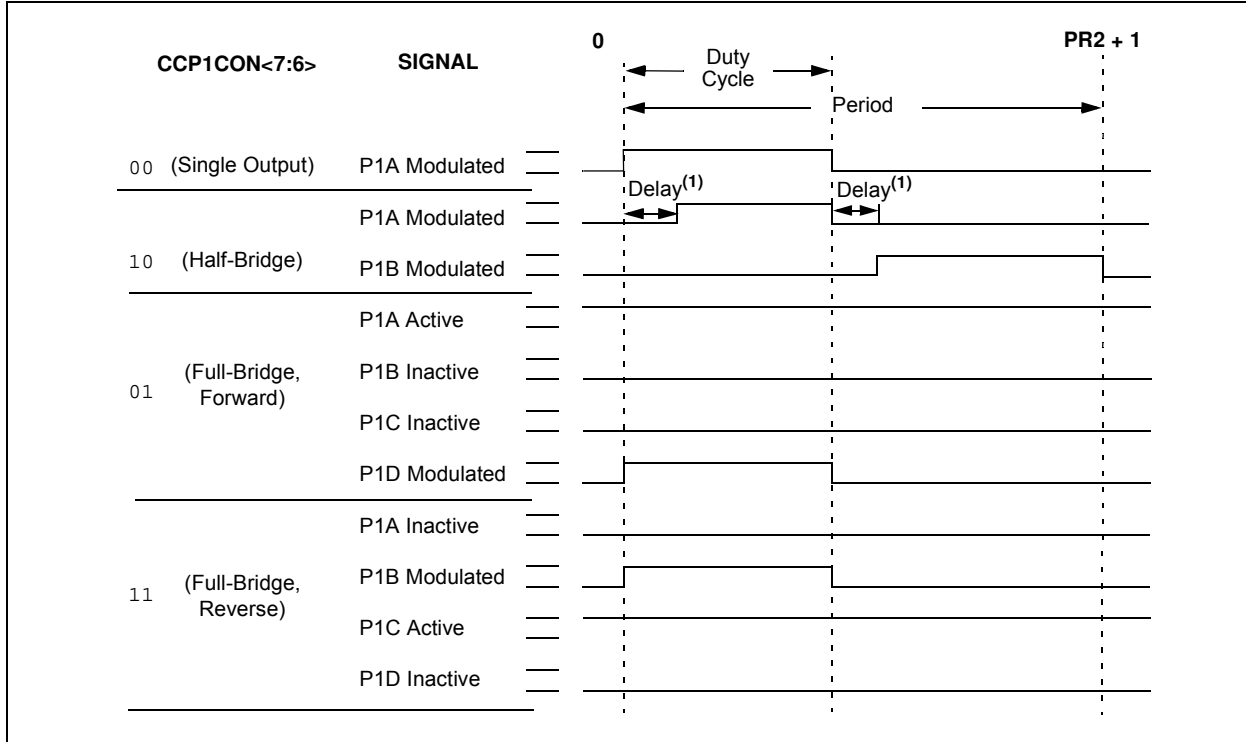 CCP1CON<7:6>
SIGNAL
0
PR2 + 1
Duty
Cycle
Period
00 (Single Output) P1A Modulated
Delay(1)
Delay(1)
P1A Modulated
10 (Half-Bridge)
P1B Modulated
P1A Active
01 (Full-Bridge,
Forward)
P1B Inactive
P1C Inactive
P1D Modulated
P1A Inactive
11 (Full-Bridge,
Reverse)
P1B Modulated
P1C Active
P1D Inactive